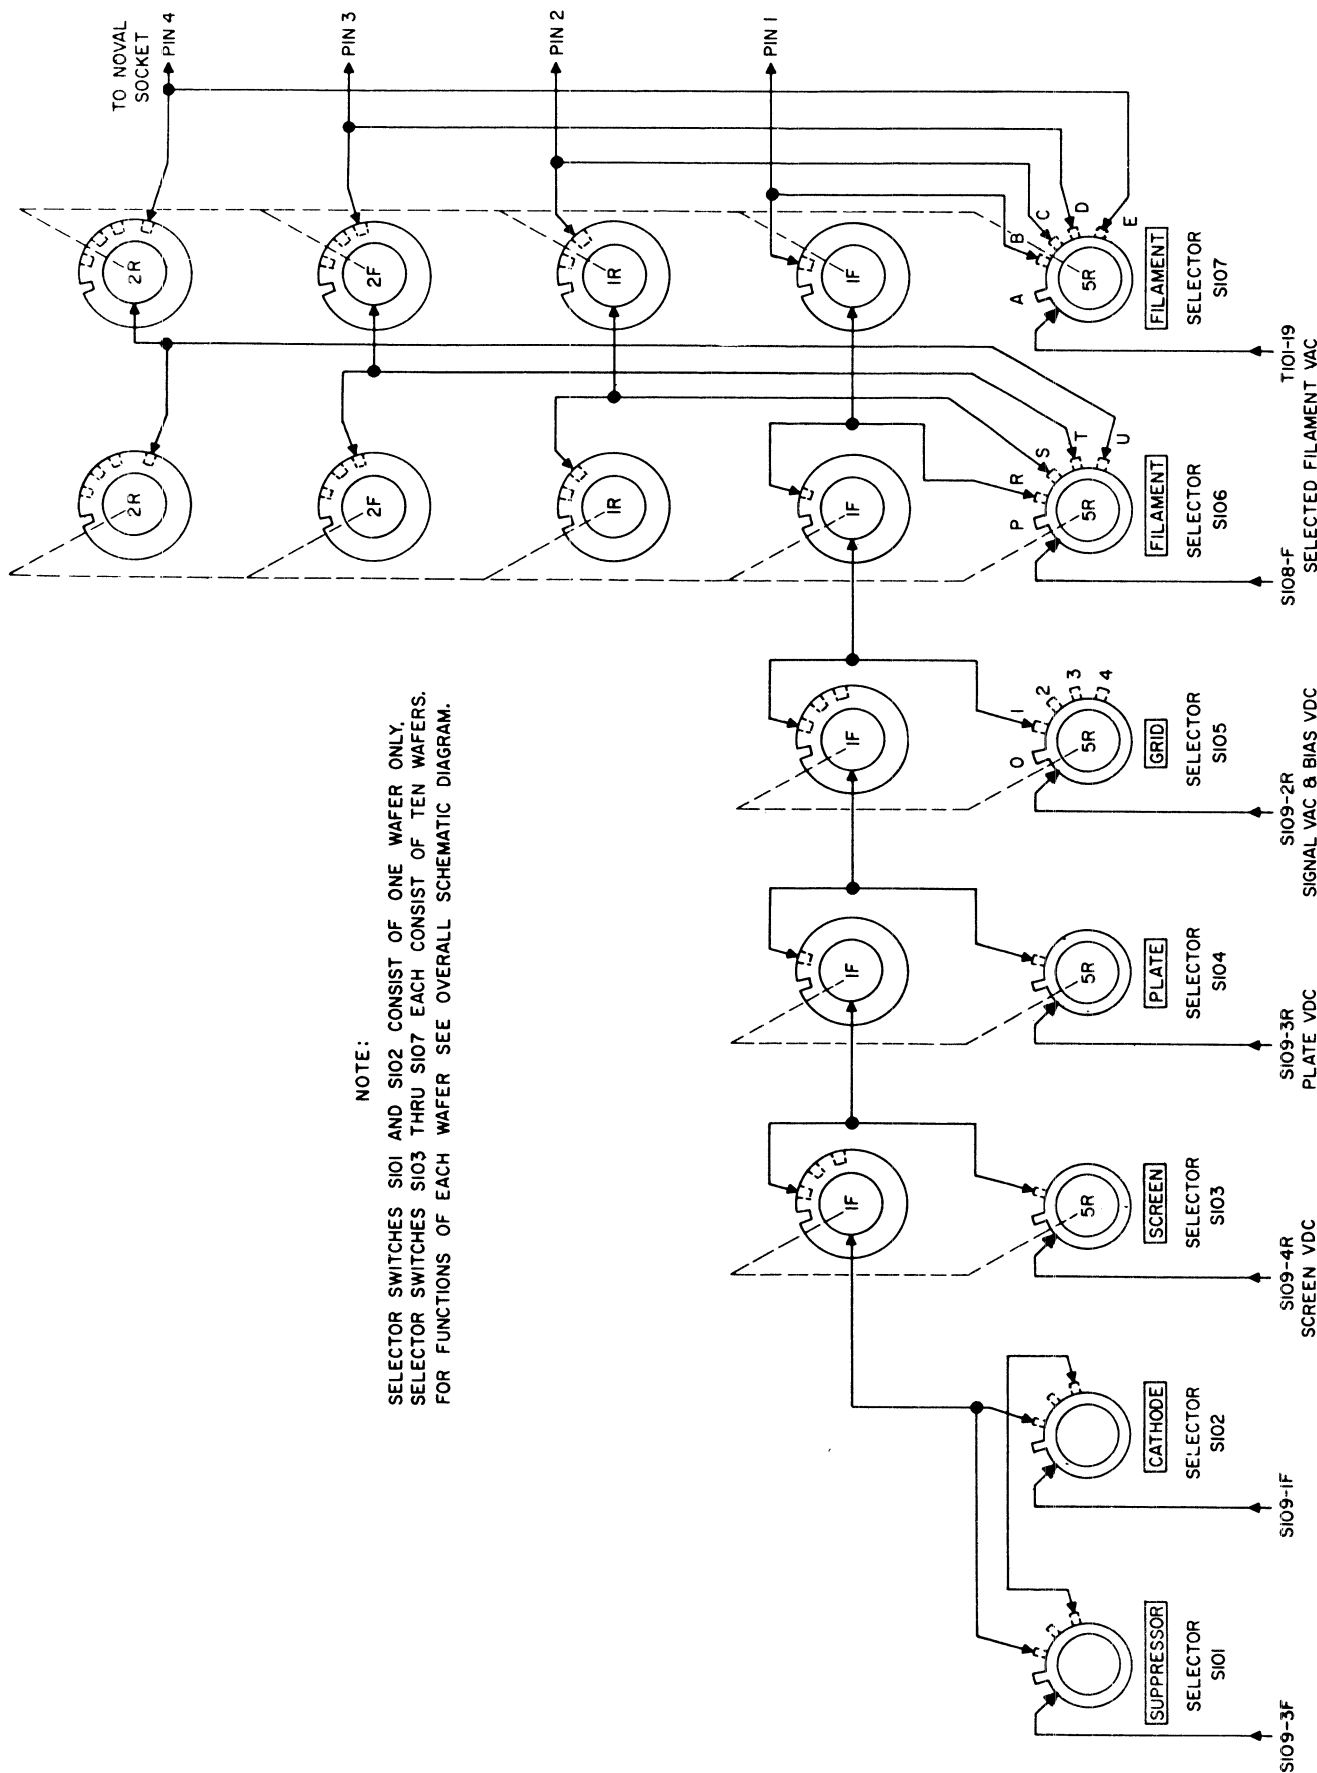 TO NOVAL
SOCKET
PIN 4
PIN 3
PIN 2
PIN 1
2R
2F
1R
1F
2R
2F
1R
1F
1F
1F
1F
NOTE:
SELECTOR SWITCHES S101 AND S102 CONSIST OF ONE WAFER ONLY.
SELECTOR SWITCHES S103 THRU S107 EACH CONSIST OF TEN WAFERS.
FOR FUNCTIONS OF EACH WAFER SEE OVERALL SCHEMATIC DIAGRAM.
A
B
C
D
E
5R
FILAMENT
SELECTOR
S107
T101-19
SELECTED FILAMENT VAC
P
R
S
T
U
5R
FILAMENT
SELECTOR
S106
S108-F
0
1
2
3
4
5R
GRID
SELECTOR
S105
S109-2R
SIGNAL VAC & BIAS VDC
5R
PLATE
SELECTOR
S104
S109-3R
PLATE VDC
5R
SCREEN
SELECTOR
S103
S109-4R
SCREEN VDC
CATHODE
SELECTOR
S102
S109-1F
SUPPRESSOR
SELECTOR
S101
S109-3F